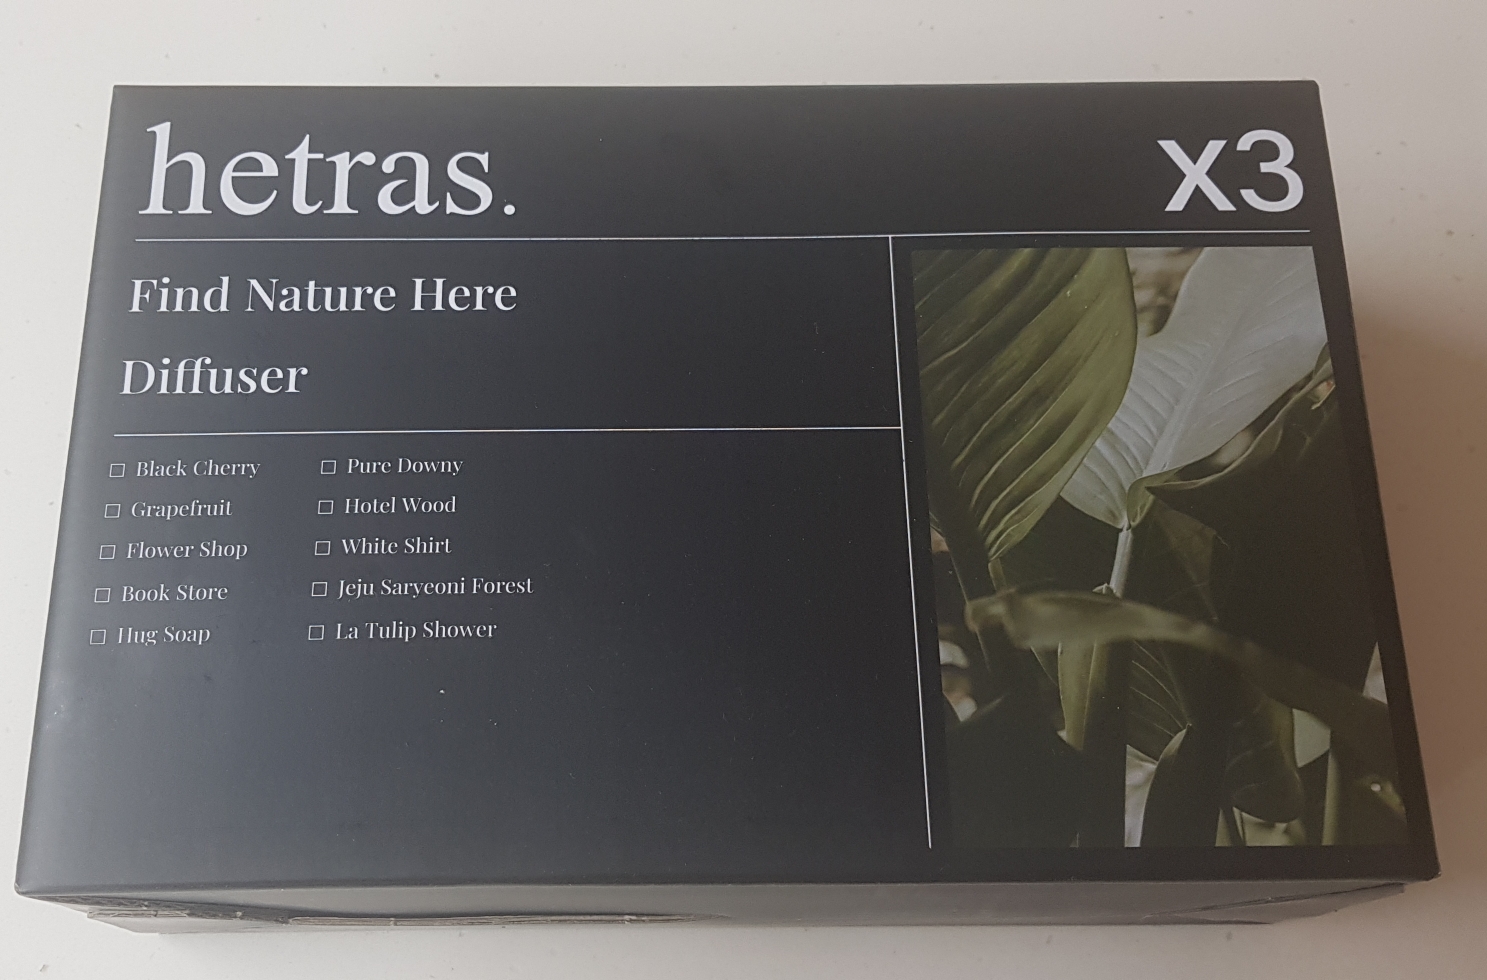 hetras.
x3
Find Nature Here
Diffuser
☐ Black Cherry
☐ Grapefruit
☐ Flower Shop
☐ Book Store
☐ Hug Soap
☐ Pure Downy
☐ Hotel Wood
☐ White Shirt
☐ Jeju Saryeoni Forest
☐ La Tulip Shower